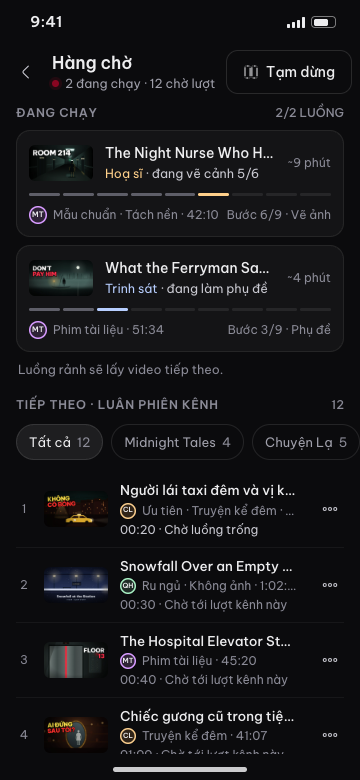 9:41
Hàng chờ
2 đang chạy · 12 chờ lượt
Tạm dừng
ĐANG CHẠY
2/2 LUỒNG
ROOM 214
The Night Nurse Who H...
~9 phút
Hoạ sĩ · đang vẽ cảnh 5/6
MT Mẫu chuẩn · Tách nền · 42:10
Bước 6/9 · Vẽ ảnh
DON'T
PAY HIM
What the Ferryman Sa...
~4 phút
Trinh sát · đang làm phụ đề
MT Phim tài liệu · 51:34
Bước 3/9 · Phụ đề
Luồng rảnh sẽ lấy video tiếp theo.
TIẾP THEO · LUÂN PHIÊN KÊNH
12
Tất cả 12
Midnight Tales 4
Chuyện Lạ 5
1
KHÔNG
CÓ BÓNG
Người lái taxi đêm và vị k...
CL Ưu tiên · Truyện kể đêm · ...
00:20 · Chờ luồng trống
2
Snowfall Over an Empty ...
QH Ru ngủ · Không ảnh · 1:02:...
00:30 · Chờ tới lượt kênh này
3
FLOOR
13
The Hospital Elevator St...
MT Phim tài liệu · 45:20
00:40 · Chờ tới lượt kênh này
4
AI ĐỨNG
SAU TÔI
Chiếc gương cũ trong tiệ...
CL Truyện kể đêm · 41:07
01:00 · Chờ tới lượt kênh này